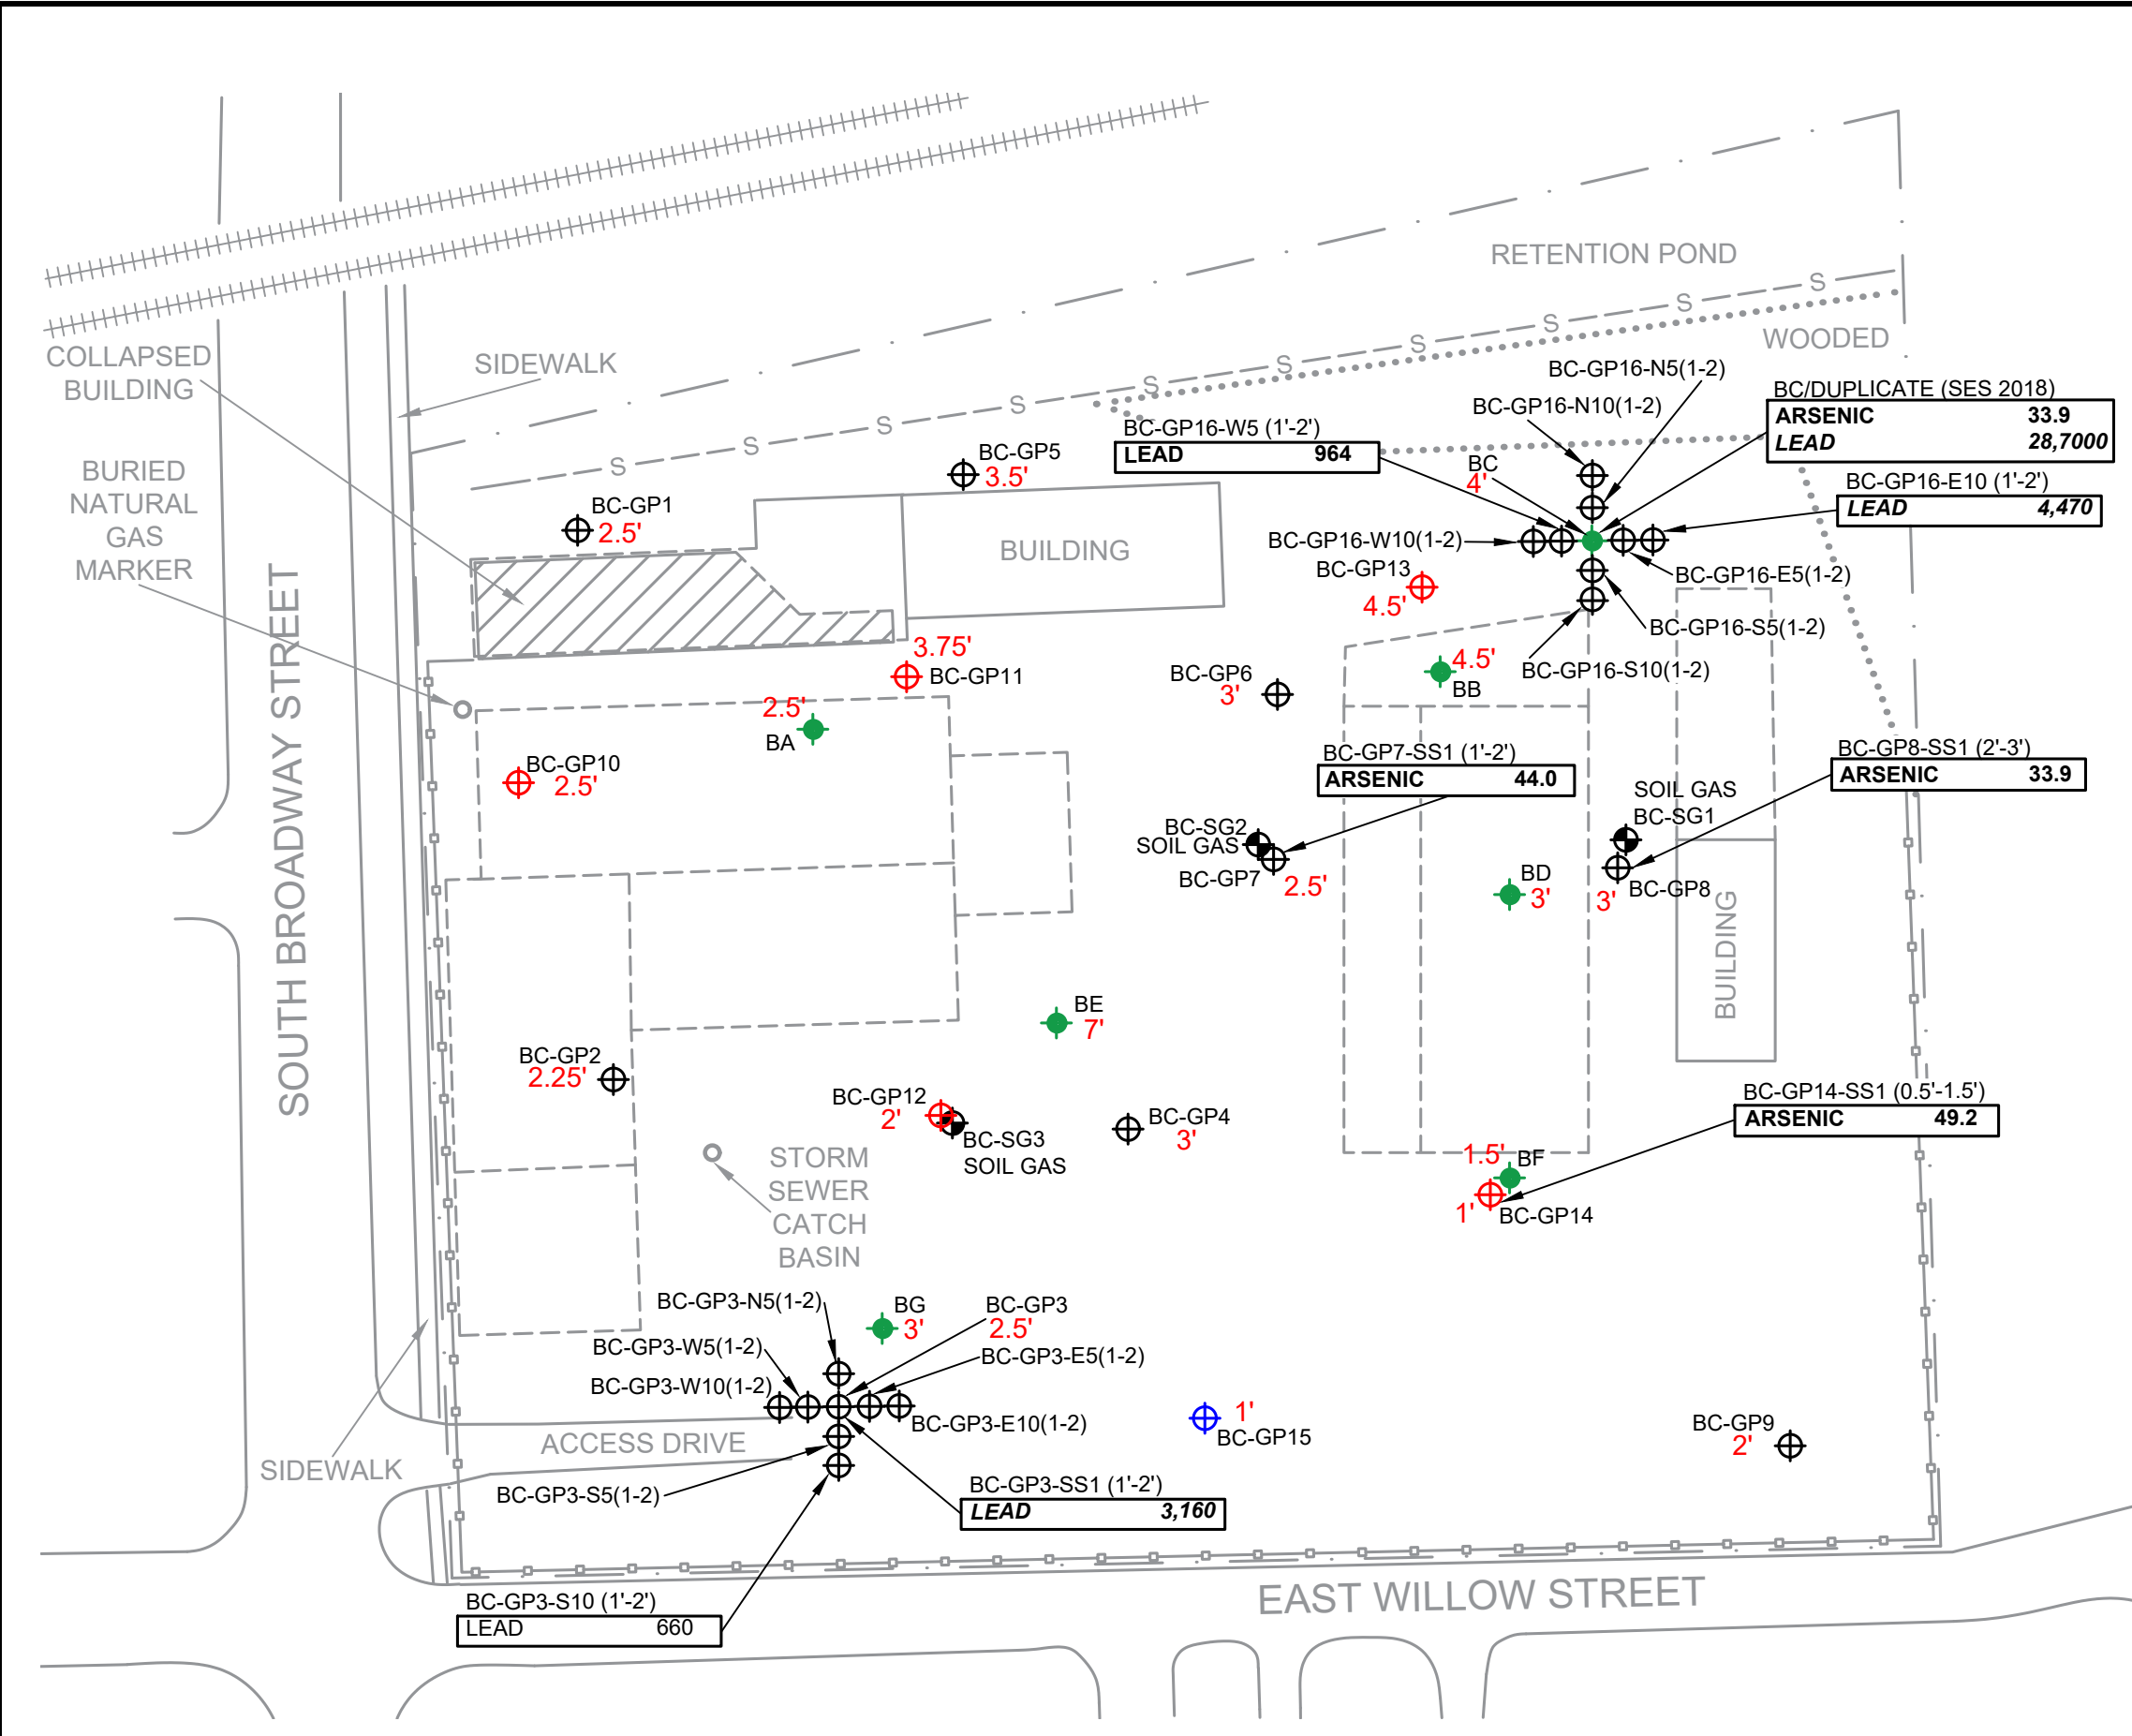 RETENTION POND
WOODED
COLLAPSED
BUILDING
SIDEWALK
BURIED
NATURAL
GAS
MARKER
SOUTH BROADWAY STREET
BC-GP16-N5(1-2)
BC-GP16-N10(1-2)
BC/DUPLICATE (SES 2018)
ARSENIC 33.9
LEAD 28,7000
BC-GP16-W5 (1'-2')
LEAD 964
BC
4'
BC-GP16-E10 (1'-2')
LEAD 4,470
BC-GP5
3.5'
BC-GP1
2.5'
BUILDING
BC-GP16-W10(1-2)
BC-GP13
4.5'
BC-GP16-E5(1-2)
BC-GP16-S5(1-2)
BC-GP16-S10(1-2)
3.75'
BC-GP11
BC-GP6
3'
4.5'
BB
2.5'
BA
BC-GP10
2.5'
BC-GP7-SS1 (1'-2')
ARSENIC 44.0
BC-GP8-SS1 (2'-3')
ARSENIC 33.9
SOIL GAS
BC-SG1
BC-SG2
SOIL GAS
BC-GP7
2.5'
BD
3'
3'
BC-GP8
BUILDING
BE
7'
BC-GP2
2.25'
BC-GP12
2'
BC-SG3
SOIL GAS
BC-GP4
3'
BC-GP14-SS1 (0.5'-1.5')
ARSENIC 49.2
STORM
SEWER
CATCH
BASIN
1.5'
BF
1'
BC-GP14
BC-GP3-N5(1-2)
BG
3'
BC-GP3
2.5'
BC-GP3-W5(1-2)
BC-GP3-E5(1-2)
BC-GP3-W10(1-2)
BC-GP3-E10(1-2)
1'
BC-GP15
BC-GP9
2'
ACCESS DRIVE
SIDEWALK
BC-GP3-S5(1-2)
BC-GP3-SS1 (1'-2')
LEAD 3,160
BC-GP3-S10 (1'-2')
LEAD 660
EAST WILLOW STREET
S S S S S S S S S S